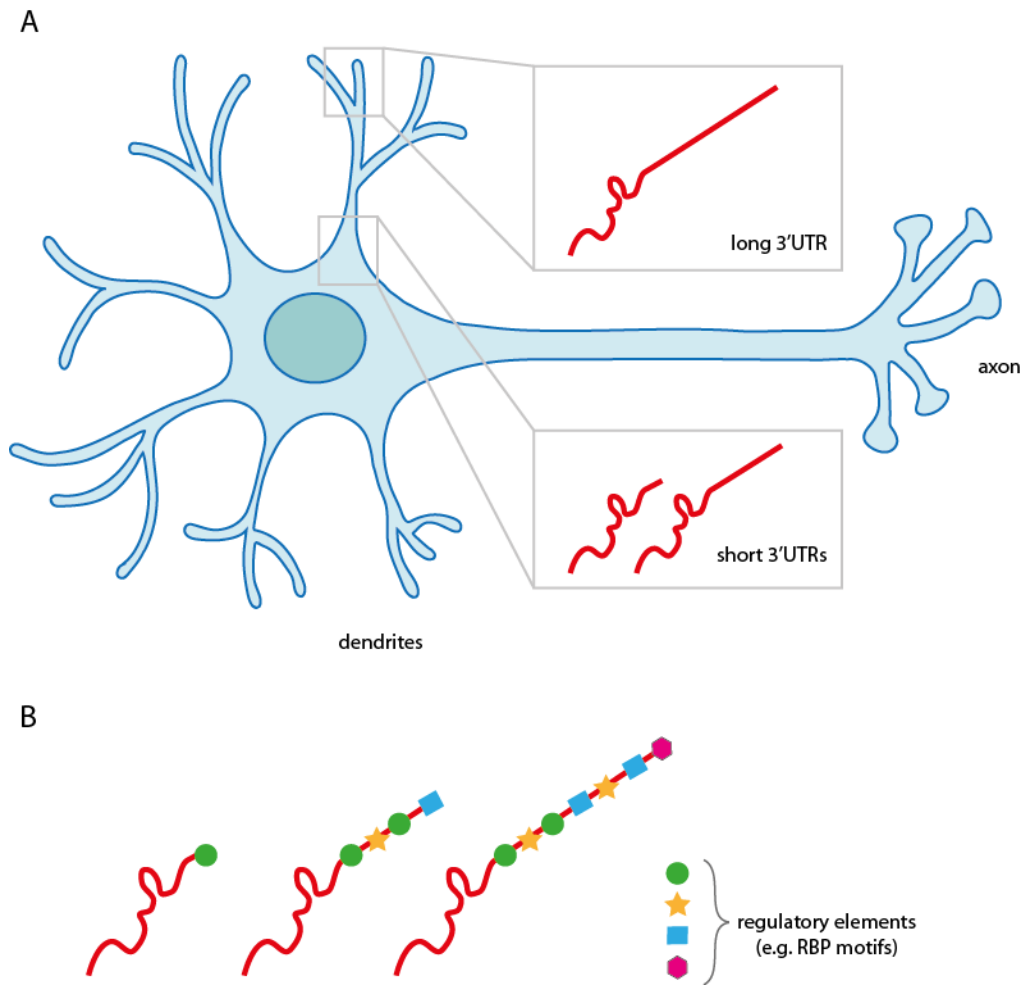 A
long 3'UTR
axon
short 3'UTRs
dendrites
B
regulatory elements
(e.g. RBP motifs)